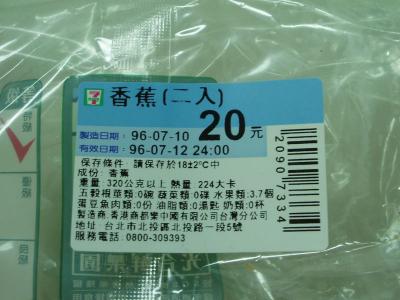 香蕉(二入)
製造日期: 96-07-10
20元
有效日期: 96-07-12 24:00
保存條件: 請保存於18±2°C中
成份: 香蕉
重量: 320公克以上 熱量 224大卡
五穀根莖類:0碗 蔬菜類:0碟 水果類:3.7個
蛋豆魚肉類:0份 油脂類:0湯匙 奶類:0杯
製造商:香港商都樂中國有限公司台灣分公司
地址: 台北市北投區北投路一段5號
服務電話: 0800-309393
20907334
特級
優級